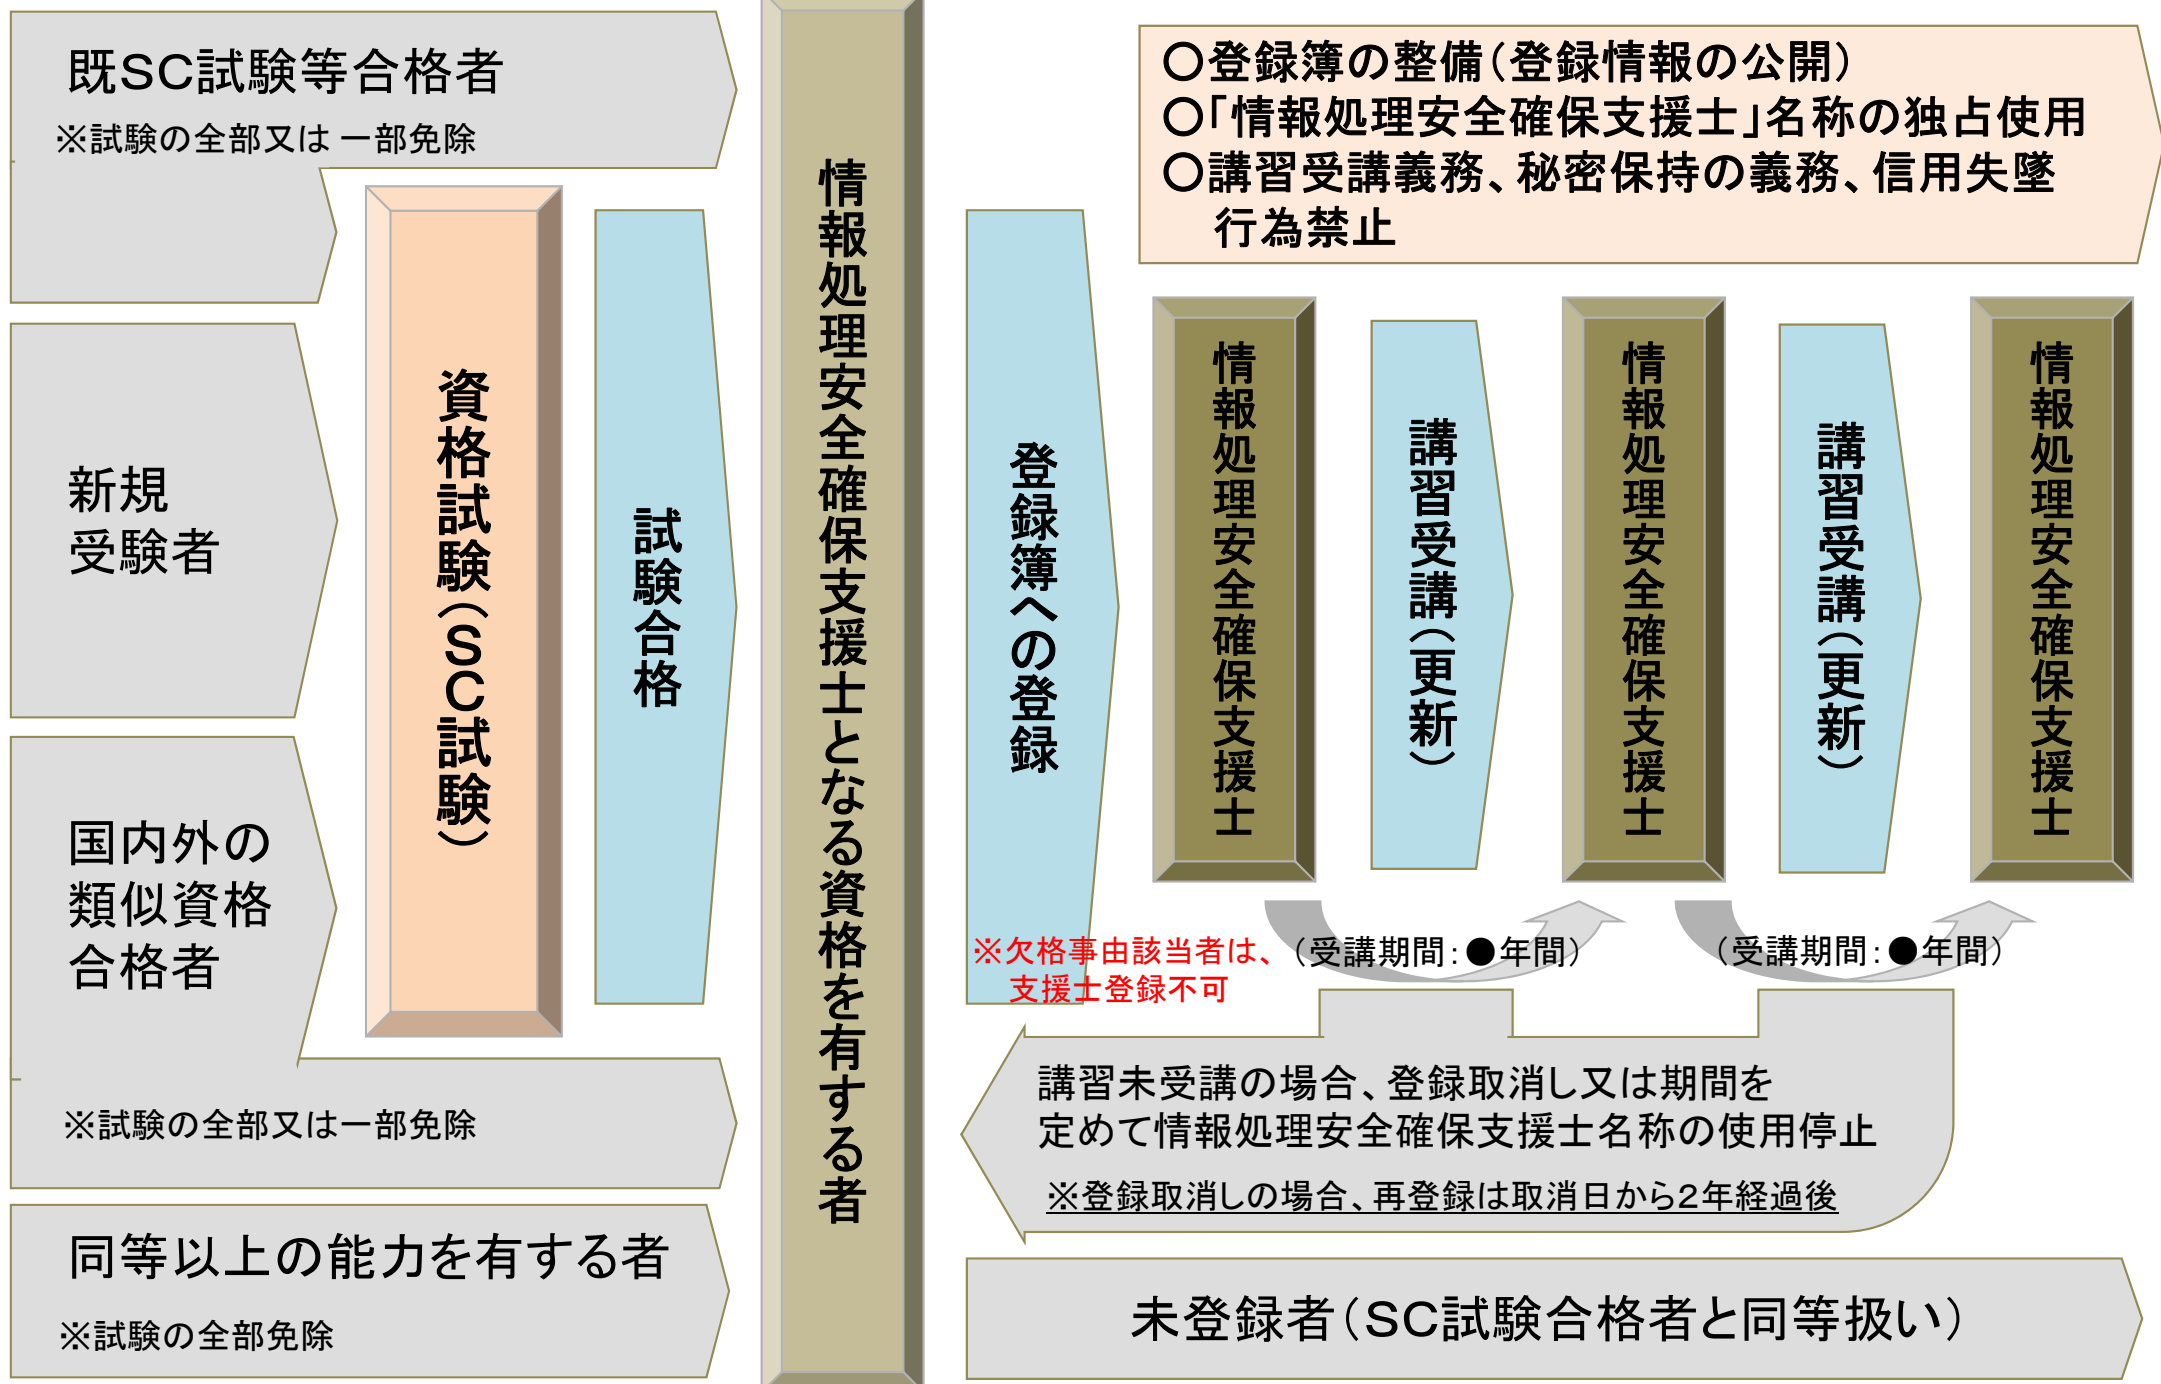 既SC試験等合格者
※試験の全部又は 一部免除
新規
受験者
国内外の
類似資格
合格者
※試験の全部又は一部免除
同等以上の能力を有する者
※試験の全部免除
資格試験(SC試験)
試験合格
情報処理安全確保支援士となる資格を有する者
登録簿への登録
※欠格事由該当者は、
支援士登録不可
○登録簿の整備(登録情報の公開)
○「情報処理安全確保支援士」名称の独占使用
○講習受講義務、秘密保持の義務、信用失墜
行為禁止
情報処理安全確保支援士
講習受講(更新)
情報処理安全確保支援士
講習受講(更新)
情報処理安全確保支援士
(受講期間:●年間)
(受講期間:●年間)
講習未受講の場合、登録取消し又は期間を
定めて情報処理安全確保支援士名称の使用停止
※登録取消しの場合、再登録は取消日から2年経過後
未登録者(SC試験合格者と同等扱い)